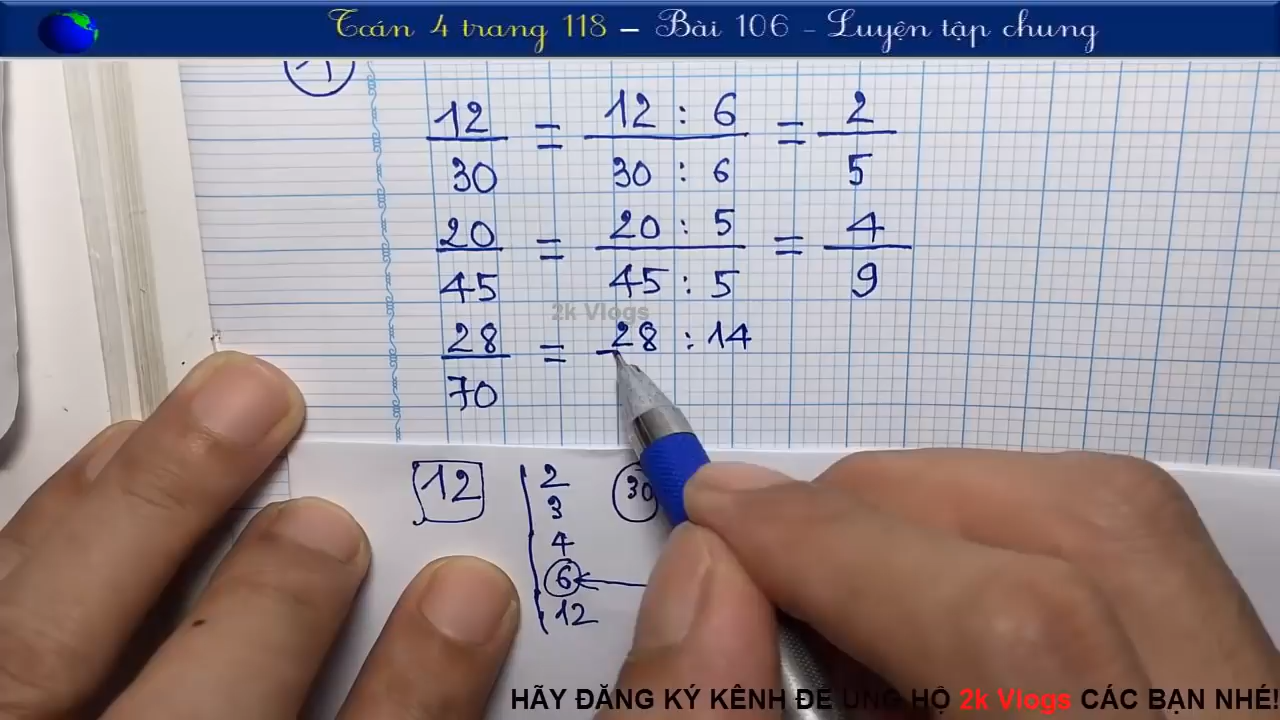 Toán 4 trang 118 – Bài 106 – Luyện tập chung
12/30 = 12 : 6 / 30 : 6 = 2/5
20/45 = 20 : 5 / 45 : 5 = 4/9
2k Vlogs
28/70 = 28 : 14
12
2
3
4
6
12
30
HÃY ĐĂNG KÝ KÊNH ĐỂ ỦNG HỘ 2k Vlogs CÁC BẠN NHÉ!